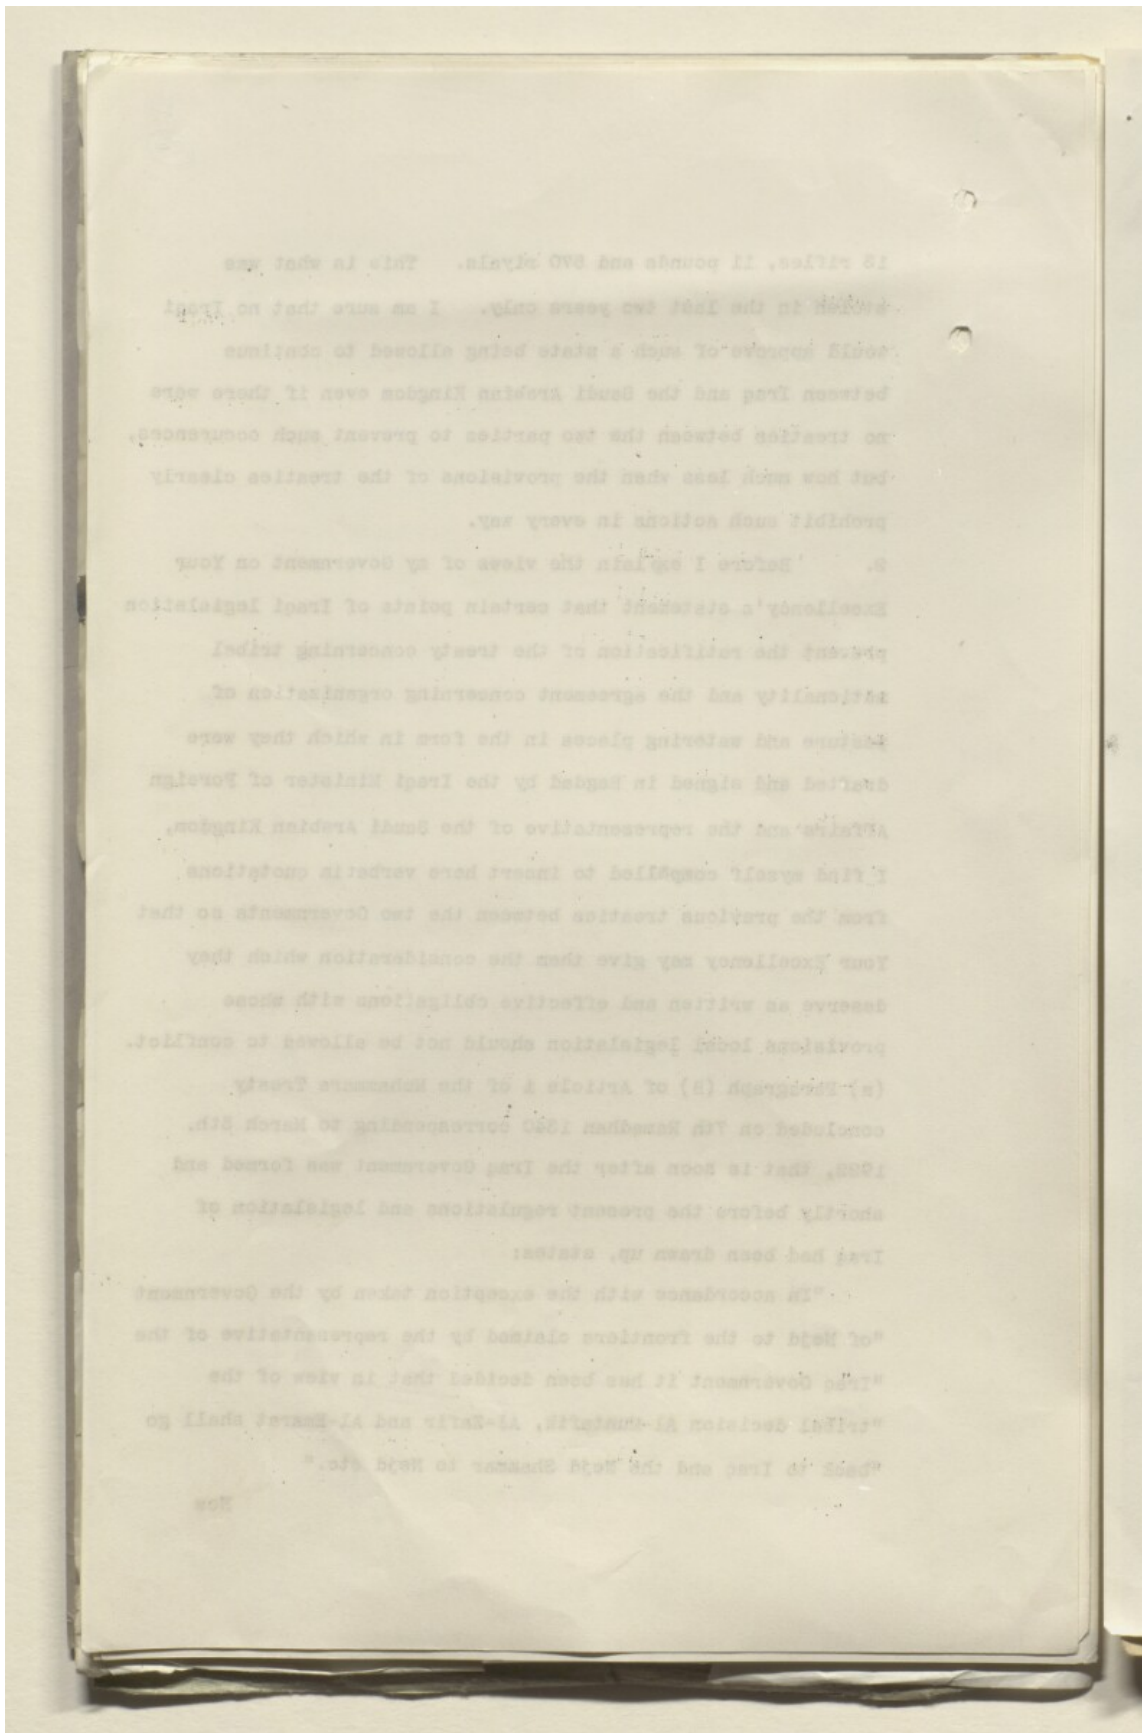 18 rifles, 11 pounds and 870 riyals. This is what was
stolen in the last two years only. I am sure that no Iraqi
would approve of such a state being allowed to continue
between Iraq and the Saudi Arabian Kingdom even if there were
no treaties between the two parties to prevent such occurences,
but how much less when the provisions of the treaties clearly
prohibit such actions in every way.
2. Before I explain the views of my Government on Your
Excellency's statement that certain points of Iraqi legislation
prevent the ratification of the treaty concerning tribal
nationality and the agreement concerning organization of
pasture and watering places in the form in which they were
drafted and signed in Bagdad by the Iraqi Minister of Foreign
Affairs and the representative of the Saudi Arabian Kingdom,
I find myself compelled to insert here verbatim quotations
from the previous treaties between the two Governments so that
Your Excellency may give them the consideration which they
deserve as written and effective obligations with whose
provisions local legislation should not be allowed to conflict.
(a) Paragraph (B) of Article 1 of the Muhammara Treaty
concluded on 7th Ramadhan 1340 corresponding to March 5th.
1922, that is soon after the Iraq Government was formed and
shortly before the present regulations and legislation of
Iraq had been drawn up, states:
"In accordance with the exception taken by the Government
"of Nejd to the frontiers claimed by the representative of the
"Iraq Government it has been decided that in view of the
"tribal decision Al-Muntafik, Al-Zafir and Al-Emarat shall go
"back to Iraq and the Nejd Shammar to Nejd etc."